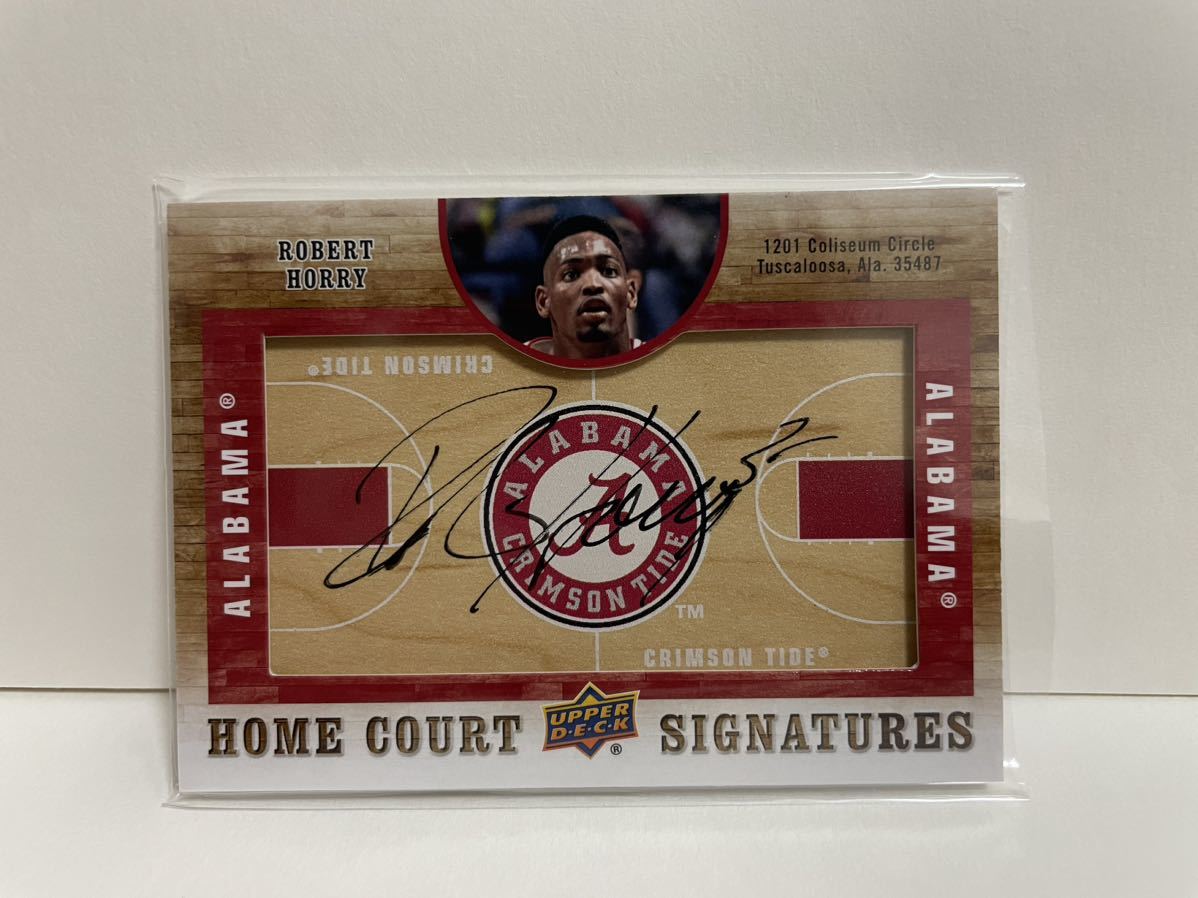 ROBERT
HORRY
1201 Coliseum Circle
Tuscaloosa, Ala. 35487
CRIMSON TIDE®
ALABAMA®
ALABAMA
A
CRIMSON TIDE
TM
ALABAMA®
CRIMSON TIDE®
HOME COURT
UPPER
D·E·C·K
®
SIGNATURES